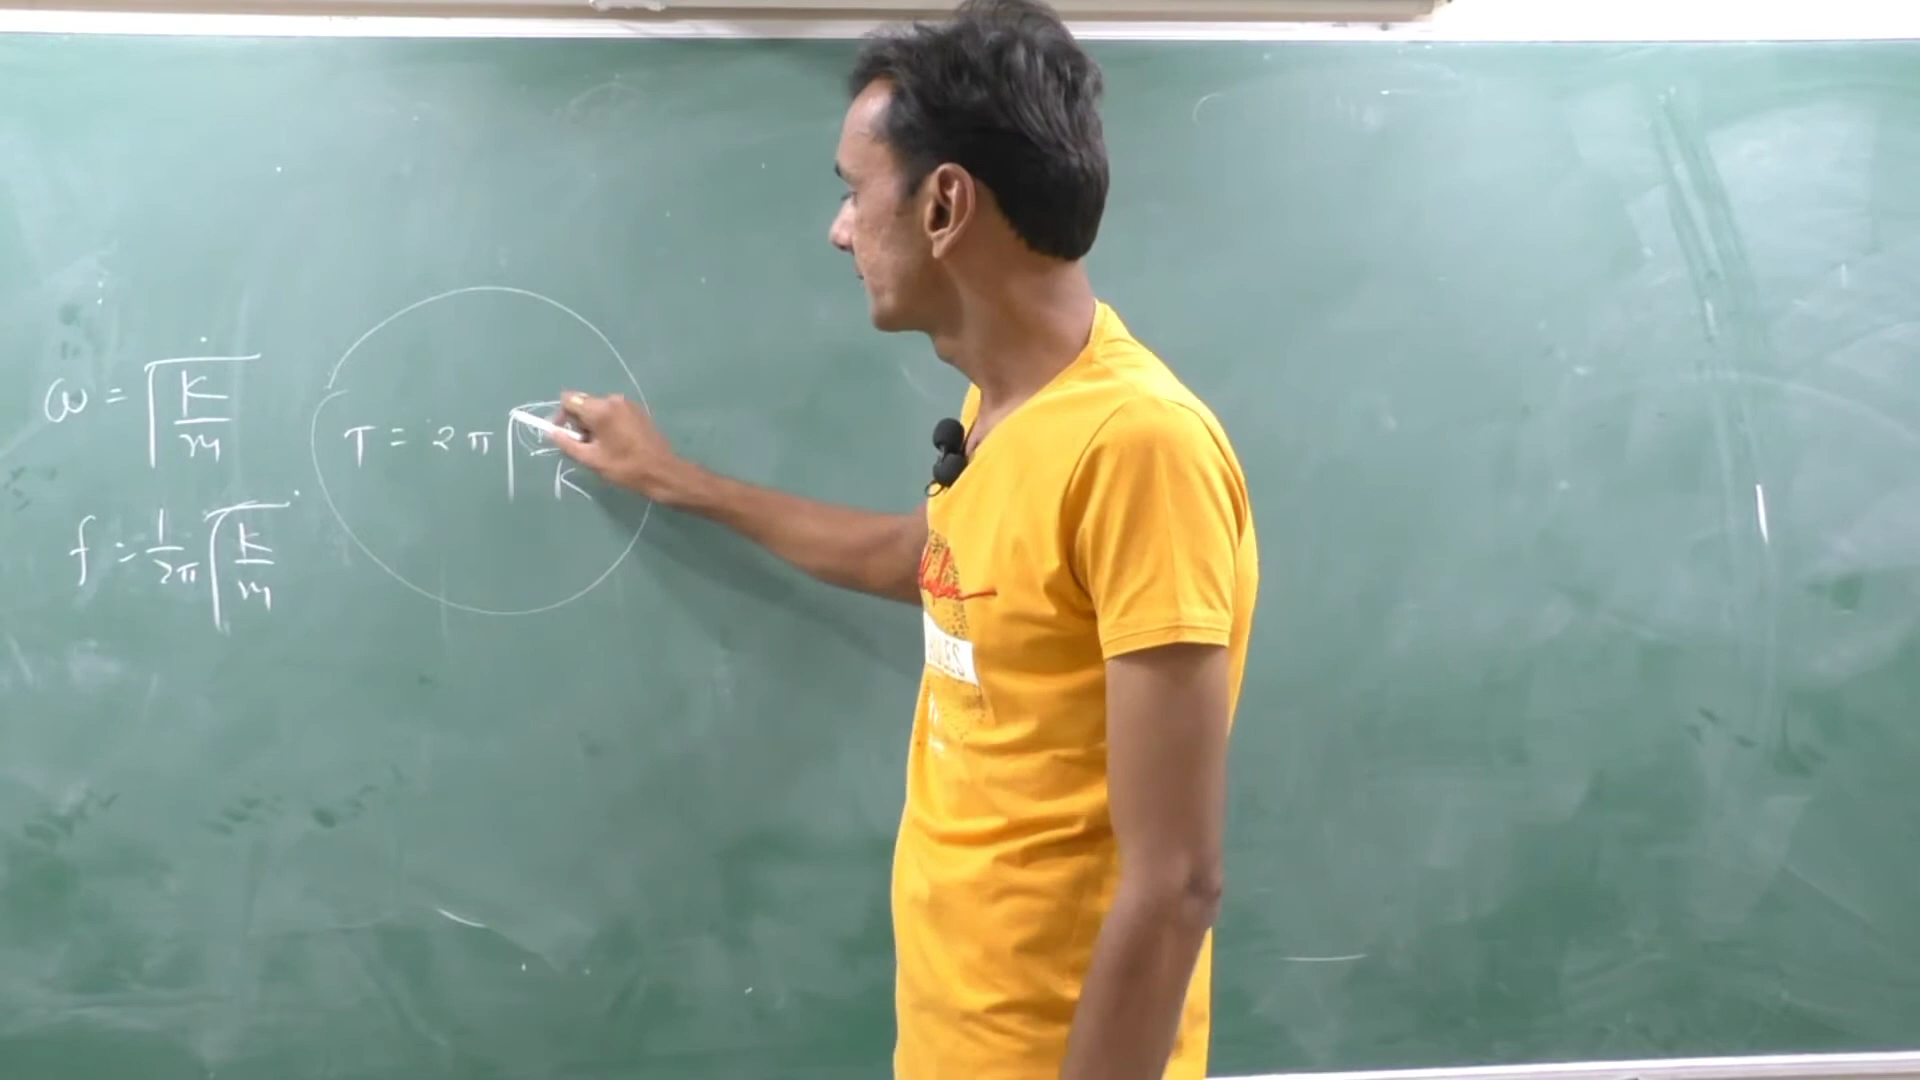 ω = √K/m
T = 2π √ /K
f = 1/2π √k/m